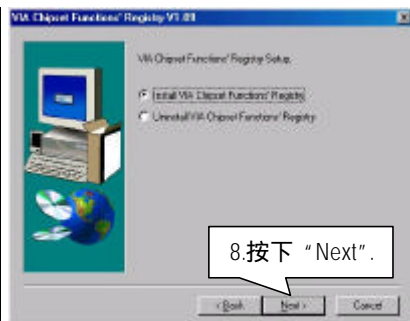 VIA Chipset Functions' Registry V1.01
VIA Chipset Functions' Registry Setup.
Install VIA Chipset Functions' Registry
Uninstall VIA Chipset Functions' Registry
8.按下 “Next”.
< Back
Next >
Cancel